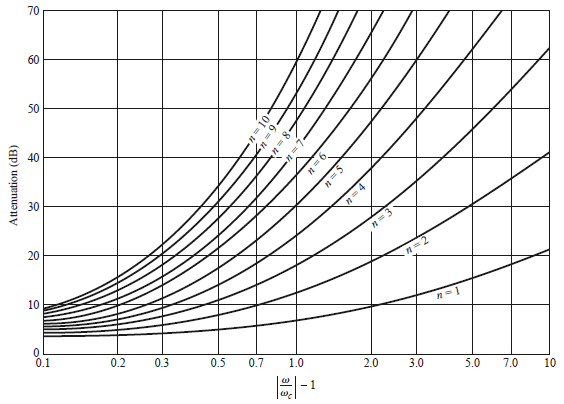 70
60
50
40
30
20
10
0
Attenuation (dB)
n = 10
n = 9
n = 8
n = 7
n = 6
n = 5
n = 4
n = 3
n = 2
n = 1
0.1 0.2 0.3 0.5 0.7 1.0 2.0 3.0 5.0 7.0 10
|ω/ω_c| − 1